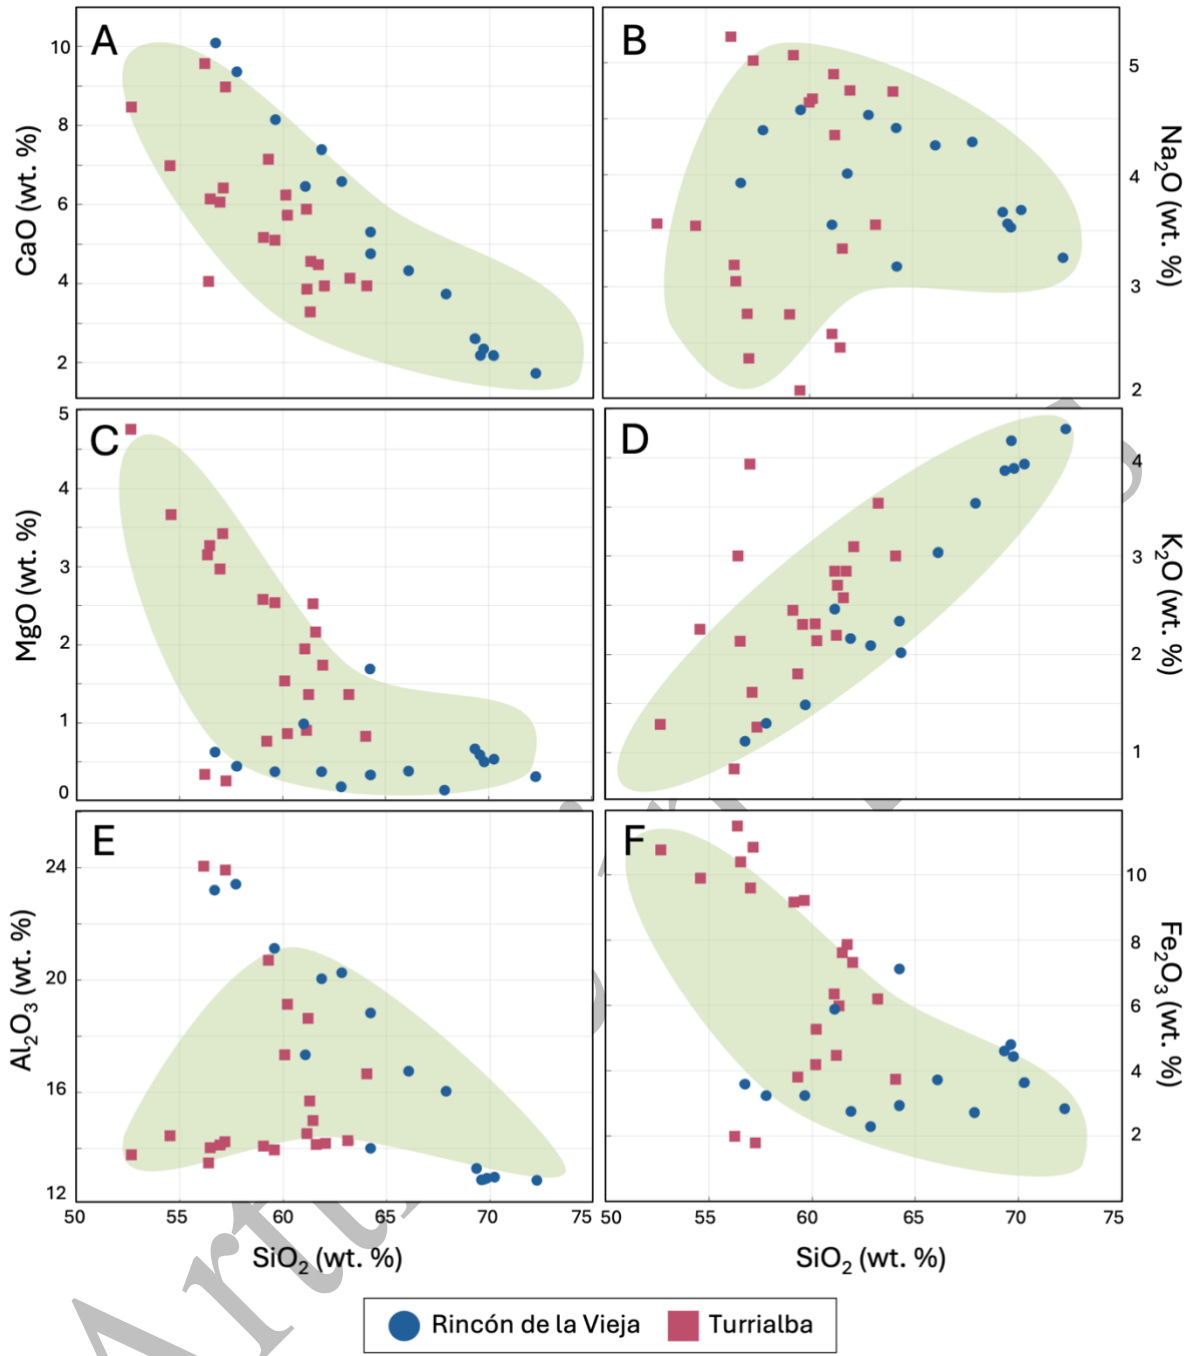 A
B
10
8
6
4
2
CaO (wt. %)
5
4
3
2
Na₂O (wt. %)
C
D
5
4
3
2
1
0
MgO (wt. %)
4
3
2
1
K₂O (wt. %)
E
F
24
20
16
12
Al₂O₃ (wt. %)
10
8
6
4
2
Fe₂O₃ (wt. %)
50 55 60 65 70 75
50 55 60 65 70 75
SiO₂ (wt. %)
SiO₂ (wt. %)
Rincón de la Vieja Turrialba